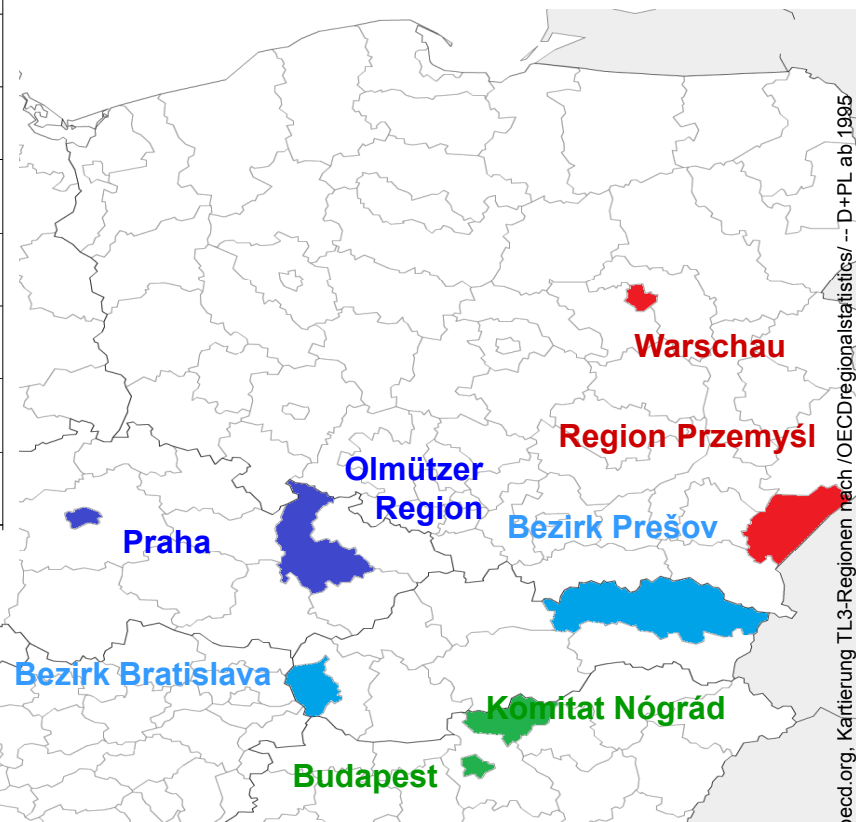 Warschau
Region Przemyśl
Olmützer
Region
Praha
Bezirk Prešov
Bezirk Bratislava
Komitat Nógrád
Budapest
oecd.org, Kartierung TL3-Regionen nach /OECDregionalstatistics/ -- D+PL ab 1995